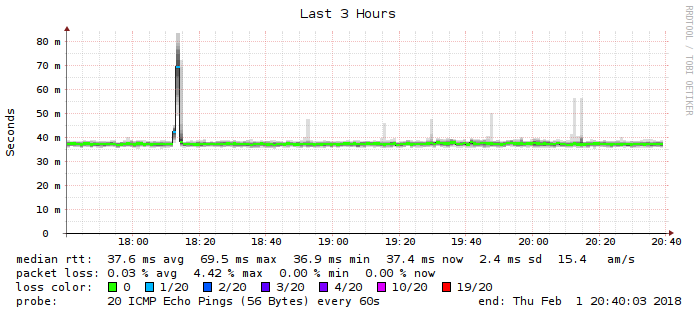 Last 3 Hours
RRDTOOL / TOBI OETIKER
Seconds
80 m
70 m
60 m
50 m
40 m
30 m
20 m
10 m
0
18:00 18:20 18:40 19:00 19:20 19:40 20:00 20:20 20:40
median rtt: 37.6 ms avg 69.5 ms max 36.9 ms min 37.4 ms now 2.4 ms sd 15.4 am/s
packet loss: 0.03 % avg 4.42 % max 0.00 % min 0.00 % now
loss color: 0 1/20 2/20 3/20 4/20 10/20 19/20
probe: 20 ICMP Echo Pings (56 Bytes) every 60s end: Thu Feb 1 20:40:03 2018